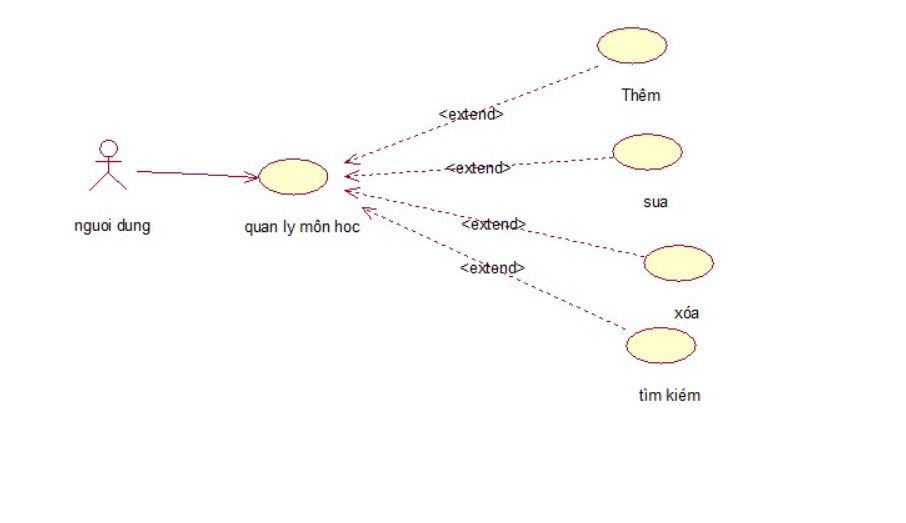 Thêm
<extend>
<extend>
sua
nguoi dung
quan ly môn hoc
<extend>
<extend>
xóa
tìm kiém